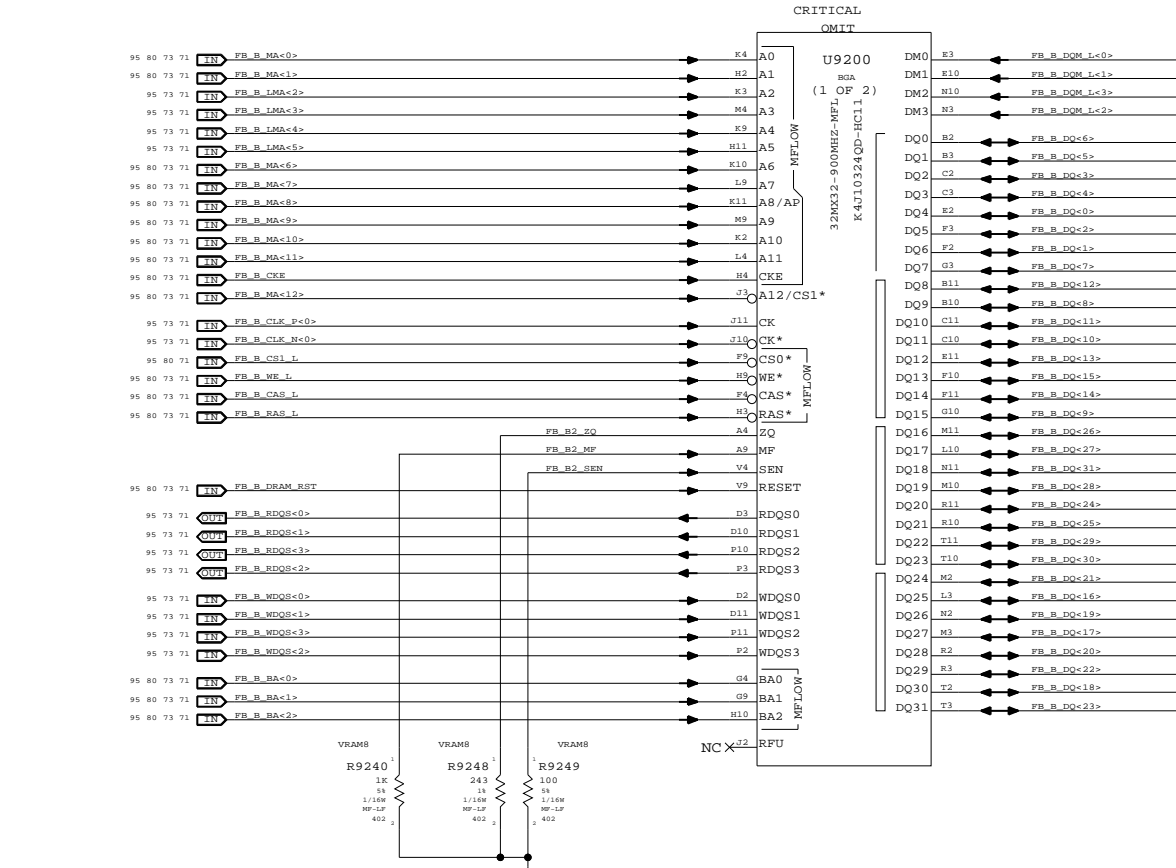 CRITICAL
OMIT
U9200
BGA
(1 OF 2)
32MX32-900MHZ-MFL
K4J10324QD-HC11
95 80 73 71 IN FB_B_MA<0> K4 A0
95 80 73 71 IN FB_B_MA<1> H2 A1
95 73 71 IN FB_B_LMA<2> K3 A2
95 73 71 IN FB_B_LMA<3> M4 A3
95 73 71 IN FB_B_LMA<4> K9 A4
95 73 71 IN FB_B_LMA<5> H11 A5
95 80 73 71 IN FB_B_MA<6> K10 A6
95 80 73 71 IN FB_B_MA<7> L9 A7
95 80 73 71 IN FB_B_MA<8> K11 A8/AP
95 80 73 71 IN FB_B_MA<9> M9 A9
95 80 73 71 IN FB_B_MA<10> K2 A10
95 80 73 71 IN FB_B_MA<11> L4 A11
95 80 73 71 IN FB_B_CKE H4 CKE
95 80 73 71 IN FB_B_MA<12> J3 A12/CS1*
MFLOW
95 73 71 IN FB_B_CLK_P<0> J11 CK
95 73 71 IN FB_B_CLK_N<0> J10 CK*
95 80 71 IN FB_B_CS1_L F9 CS0*
95 80 73 71 IN FB_B_WE_L H9 WE*
95 80 73 71 IN FB_B_CAS_L F4 CAS*
95 80 73 71 IN FB_B_RAS_L H3 RAS*
MFLOW
FB_B2_ZQ A4 ZQ
FB_B2_MF A9 MF
FB_B2_SEN V4 SEN
95 80 73 71 IN FB_B_DRAM_RST V9 RESET
95 73 71 OUT FB_B_RDQS<0> D3 RDQS0
95 73 71 OUT FB_B_RDQS<1> D10 RDQS1
95 73 71 OUT FB_B_RDQS<3> P10 RDQS2
95 73 71 OUT FB_B_RDQS<2> P3 RDQS3
95 73 71 IN FB_B_WDQS<0> D2 WDQS0
95 73 71 IN FB_B_WDQS<1> D11 WDQS1
95 73 71 IN FB_B_WDQS<3> P11 WDQS2
95 73 71 IN FB_B_WDQS<2> P2 WDQS3
95 80 73 71 IN FB_B_BA<0> G4 BA0
95 80 73 71 IN FB_B_BA<1> G9 BA1
95 80 73 71 IN FB_B_BA<2> H10 BA2
MFLOW
NC J2 RFU
DM0 E3 FB_B_DQM_L<0>
DM1 E10 FB_B_DQM_L<1>
DM2 N10 FB_B_DQM_L<3>
DM3 N3 FB_B_DQM_L<2>
DQ0 B2 FB_B_DQ<6>
DQ1 B3 FB_B_DQ<5>
DQ2 C2 FB_B_DQ<3>
DQ3 C3 FB_B_DQ<4>
DQ4 E2 FB_B_DQ<0>
DQ5 F3 FB_B_DQ<2>
DQ6 F2 FB_B_DQ<1>
DQ7 G3 FB_B_DQ<7>
DQ8 B11 FB_B_DQ<12>
DQ9 B10 FB_B_DQ<8>
DQ10 C11 FB_B_DQ<11>
DQ11 C10 FB_B_DQ<10>
DQ12 E11 FB_B_DQ<13>
DQ13 F10 FB_B_DQ<15>
DQ14 F11 FB_B_DQ<14>
DQ15 G10 FB_B_DQ<9>
DQ16 M11 FB_B_DQ<26>
DQ17 L10 FB_B_DQ<27>
DQ18 N11 FB_B_DQ<31>
DQ19 M10 FB_B_DQ<28>
DQ20 R11 FB_B_DQ<24>
DQ21 R10 FB_B_DQ<25>
DQ22 T11 FB_B_DQ<29>
DQ23 T10 FB_B_DQ<30>
DQ24 M2 FB_B_DQ<21>
DQ25 L3 FB_B_DQ<16>
DQ26 N2 FB_B_DQ<19>
DQ27 M3 FB_B_DQ<17>
DQ28 R2 FB_B_DQ<20>
DQ29 R3 FB_B_DQ<22>
DQ30 T2 FB_B_DQ<18>
DQ31 T3 FB_B_DQ<23>
VRAM8
R9240 1
1K
5%
1/16W
MF-LF
402 2
VRAM8
R9248 1
243
1%
1/16W
MF-LF
402 2
VRAM8
1 R9249
100
5%
1/16W
MF-LF
2 402